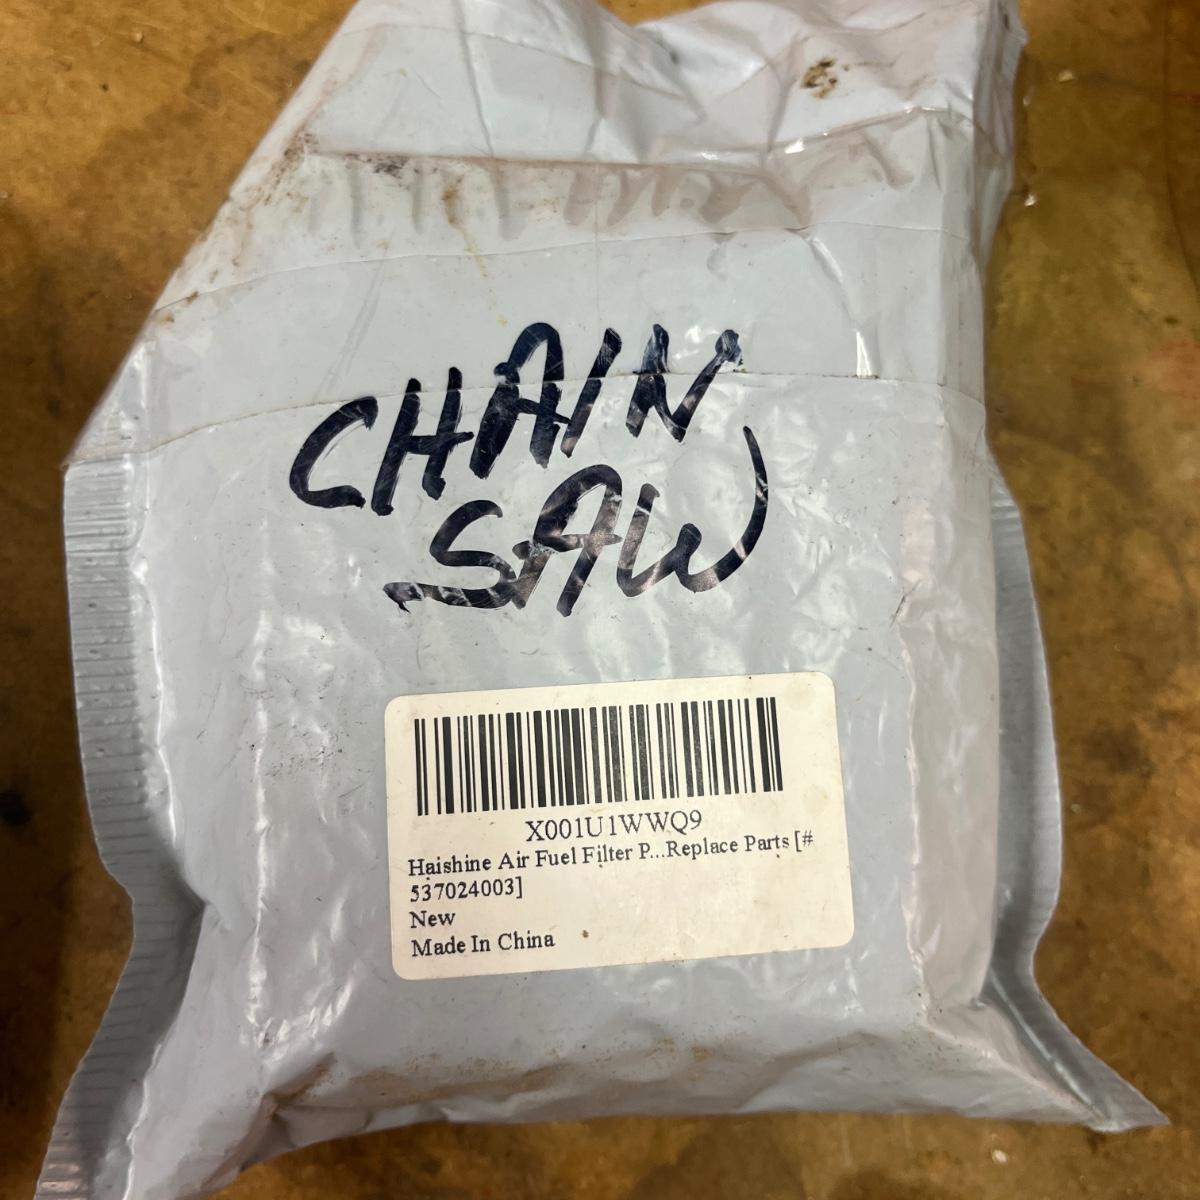 CHAIN
SAW
X001U1WWQ9
Haishine Air Fuel Filter P...Replace Parts [#
537024003]
New
Made In China